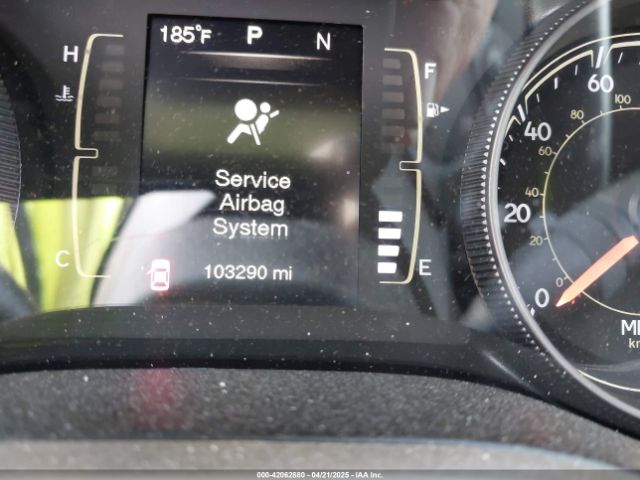 185°F P N
H
F
Service
Airbag
System
C
103290 mi
E
0
20
40
60
0
20
40
60
80
100
000-42062880 - 04/21/2025 - IAA Inc.